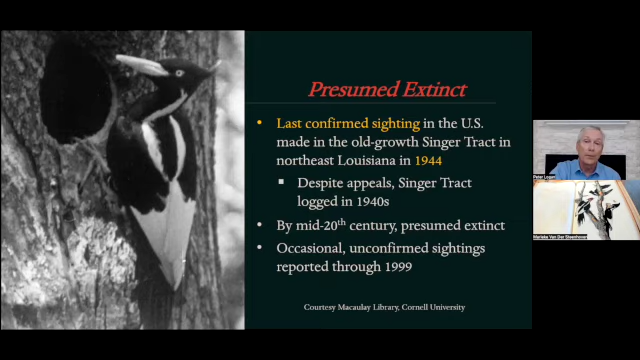 Presumed Extinct
• Last confirmed sighting in the U.S.
made in the old-growth Singer Tract in
northeast Louisiana in 1944
▪ Despite appeals, Singer Tract
logged in 1940s
• By mid-20th century, presumed extinct
• Occasional, unconfirmed sightings
reported through 1999
Courtesy Macaulay Library, Cornell University
Peter Logan